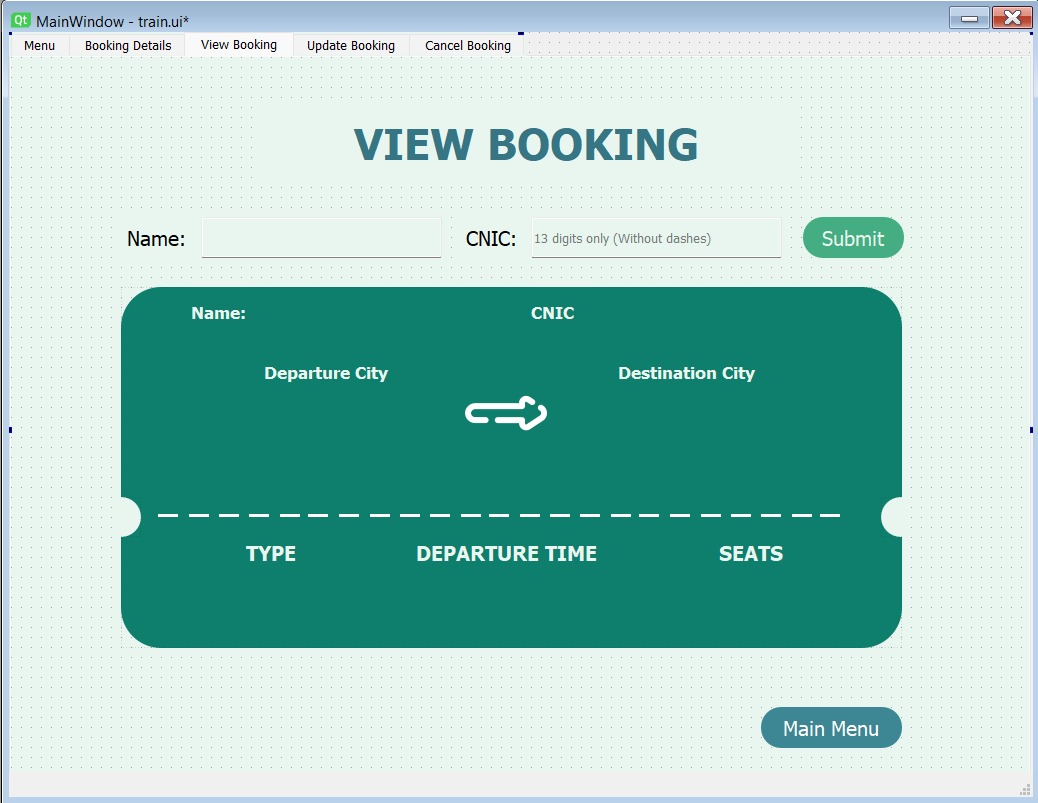 Qt MainWindow - train.ui*
Menu Booking Details View Booking Update Booking Cancel Booking
VIEW BOOKING
Name: CNIC: 13 digits only (Without dashes) Submit
Name: CNIC
Departure City Destination City
TYPE DEPARTURE TIME SEATS
Main Menu